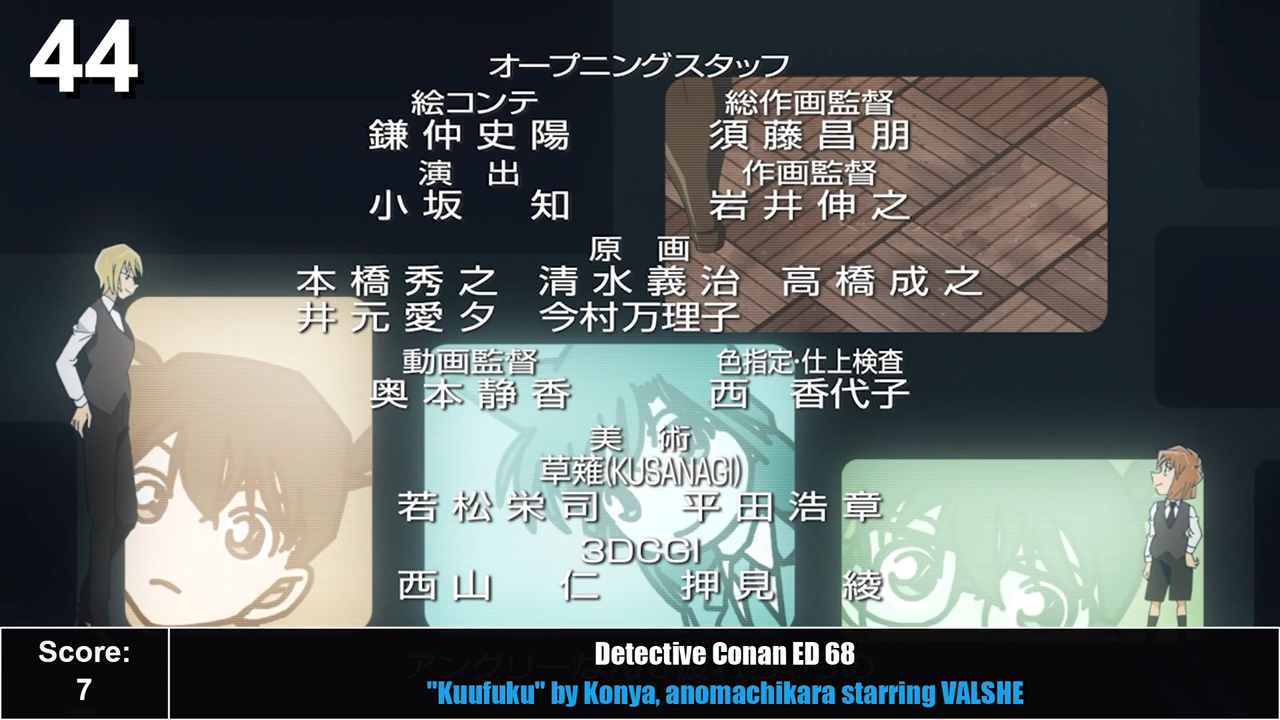 44
オープニングスタッフ
絵コンテ 総作画監督
鎌仲史陽 須藤昌朋
演出 作画監督
小坂知 岩井伸之
原画
本橋秀之 清水義治 高橋成之
井元愛夕 今村万理子
動画監督 色指定・仕上検査
奥本静香 西香代子
美術
草薙(KUSANAGI)
若松栄司 平田浩章
3DCGI
西山仁 押見綾
Score:
7
Detective Conan ED 68
"Kuufuku" by Konya, anomachikara starring VALSHE